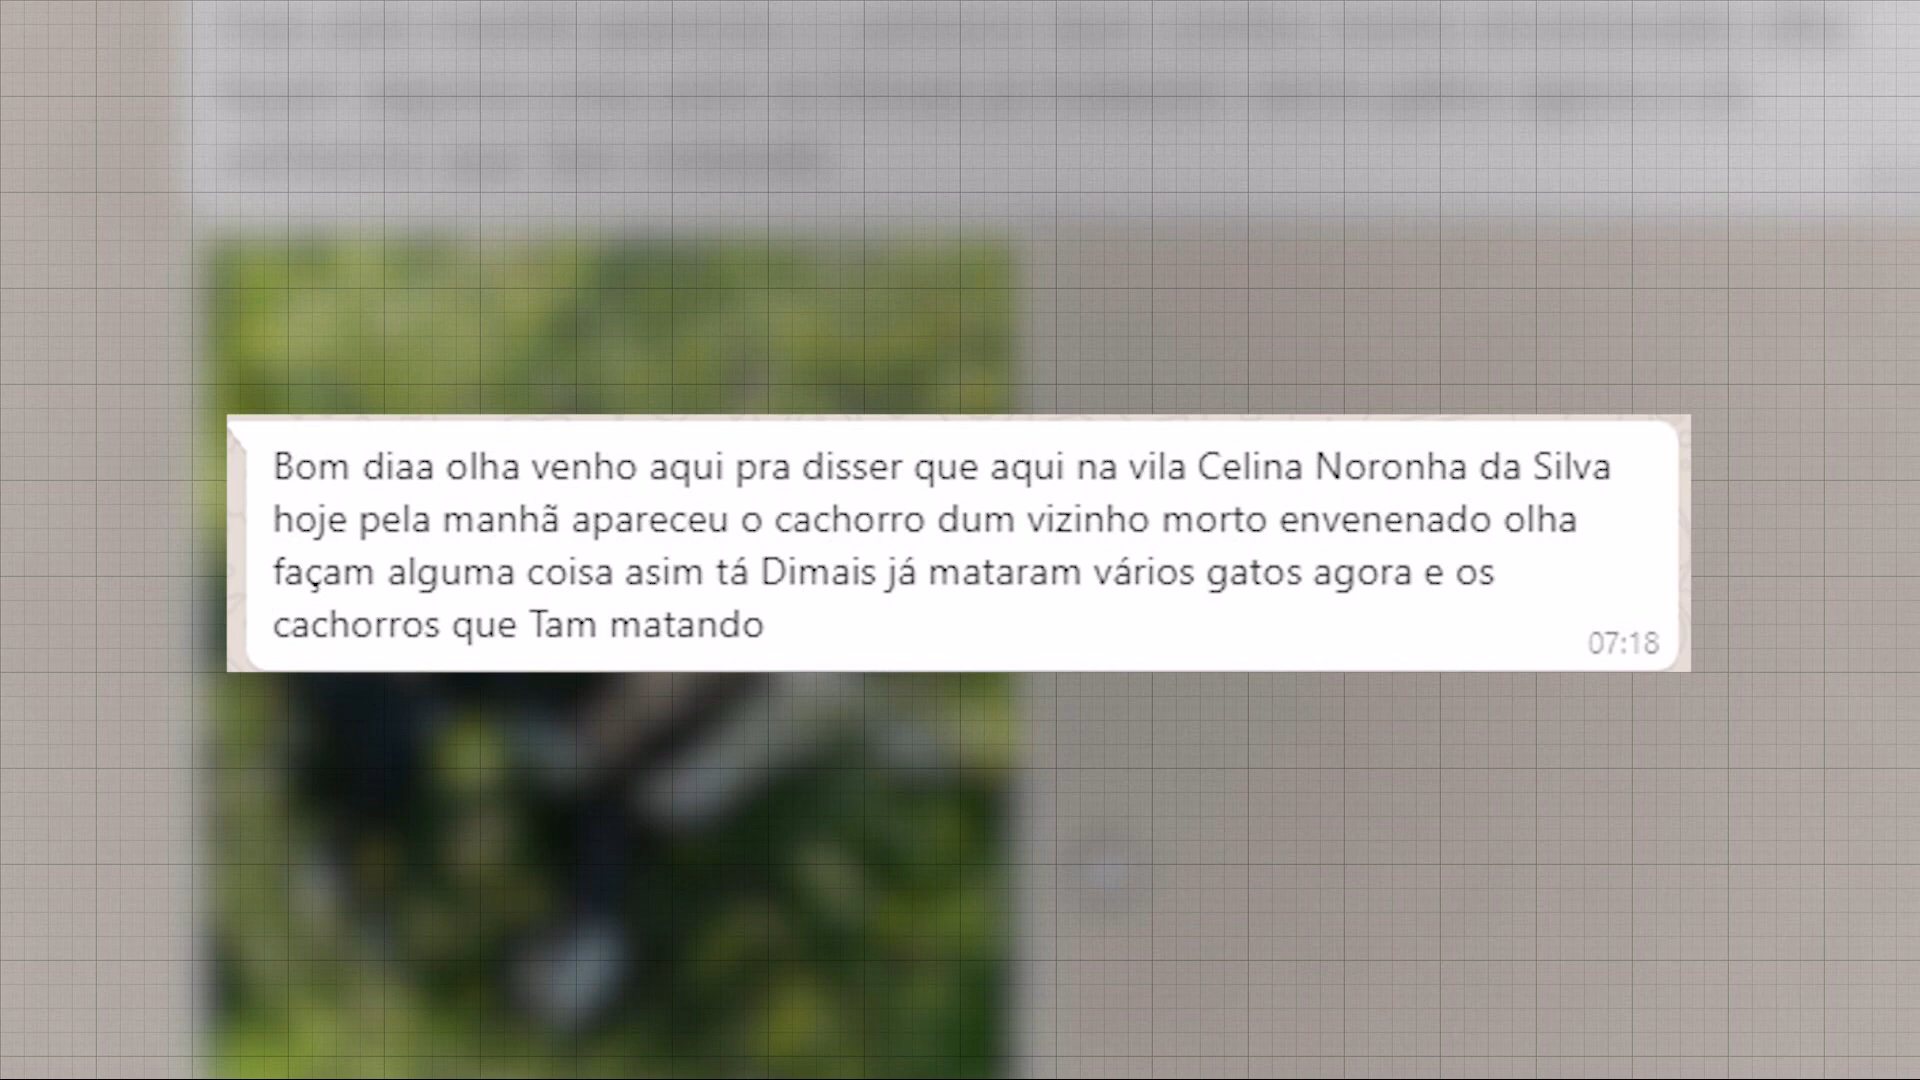 Bom diaa olha venho aqui pra disser que aqui na vila Celina Noronha da Silva
hoje pela manhã apareceu o cachorro dum vizinho morto envenenado olha
façam alguma coisa asim tá Dimais já mataram vários gatos agora e os
cachorros que Tam matando
07:18